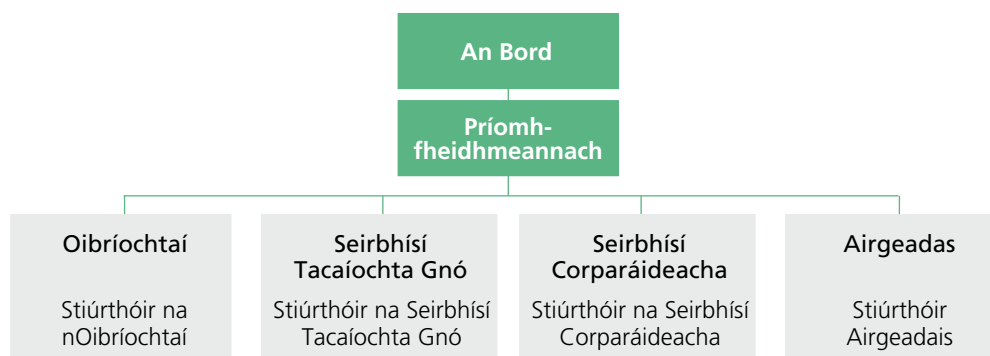 An Bord
Príomh-
fheidhmeannach
Oibríochtaí
Stiúrthóir na
nOibríochtaí
Seirbhísí
Tacaíochta Gnó
Stiúrthóir na Seirbhísí
Tacaíochta Gnó
Seirbhísí
Corparáideacha
Stiúrthóir na Seirbhísí
Corparáideacha
Airgeadas
Stiúrthóir
Airgeadais